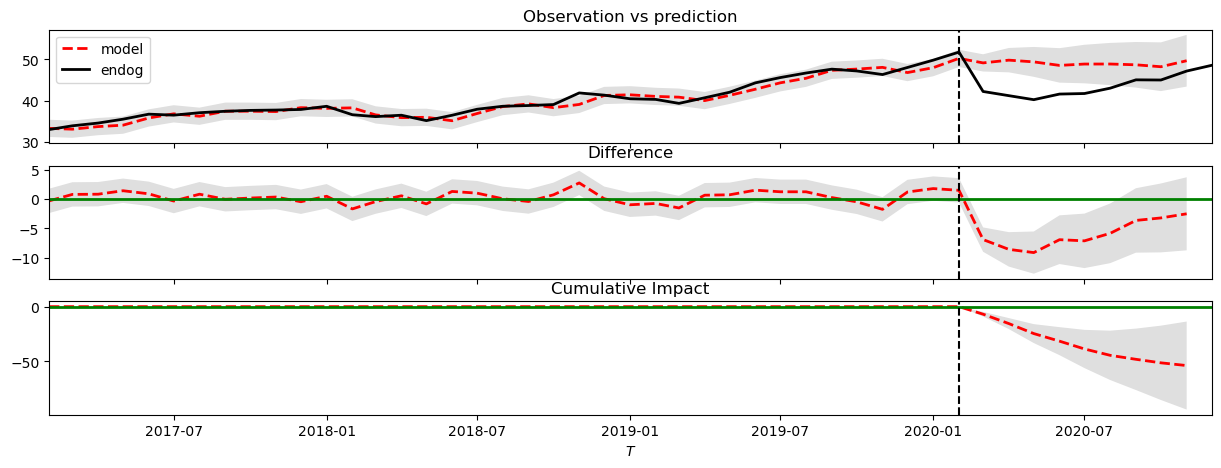 Observation vs prediction
model
endog
50
40
30
Difference
5
0
−5
−10
Cumulative Impact
0
−50
2017-07
2018-01
2018-07
2019-01
2019-07
2020-01
2020-07
T